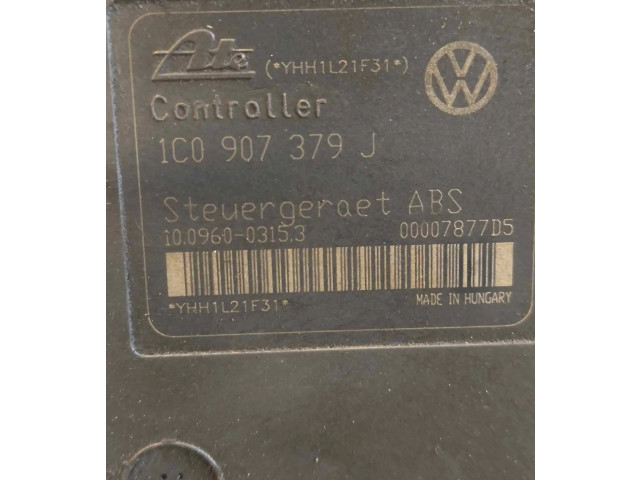 Ate (*YHH1L21F31*)
Controller
1C0 907 379 J
Steuergeraet ABS
10.0960-0315.3 00007877D5
*YHH1L21F31*
MADE IN HUNGARY